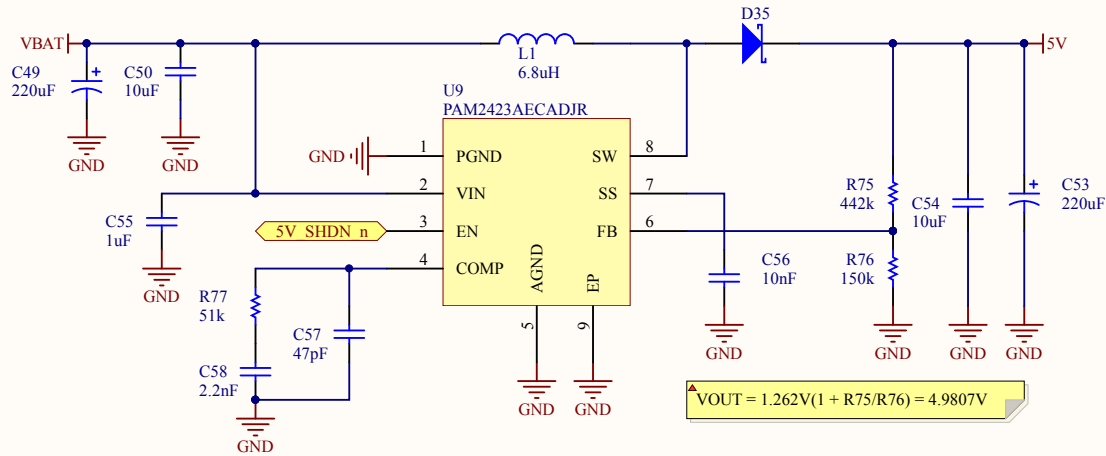 VBAT
C49
220uF
GND
C50
10uF
GND
L1
6.8uH
D35
5V
U9
PAM2423AECADJR
GND
1
PGND
2
VIN
3
EN
4
COMP
5
AGND
9
EP
8
SW
7
SS
6
FB
C55
1uF
GND
5V_SHDN_n
R77
51k
C58
2.2nF
C57
47pF
GND
GND
GND
C56
10nF
GND
R75
442k
R76
150k
GND
C54
10uF
GND
C53
220uF
GND
VOUT = 1.262V(1 + R75/R76) = 4.9807V